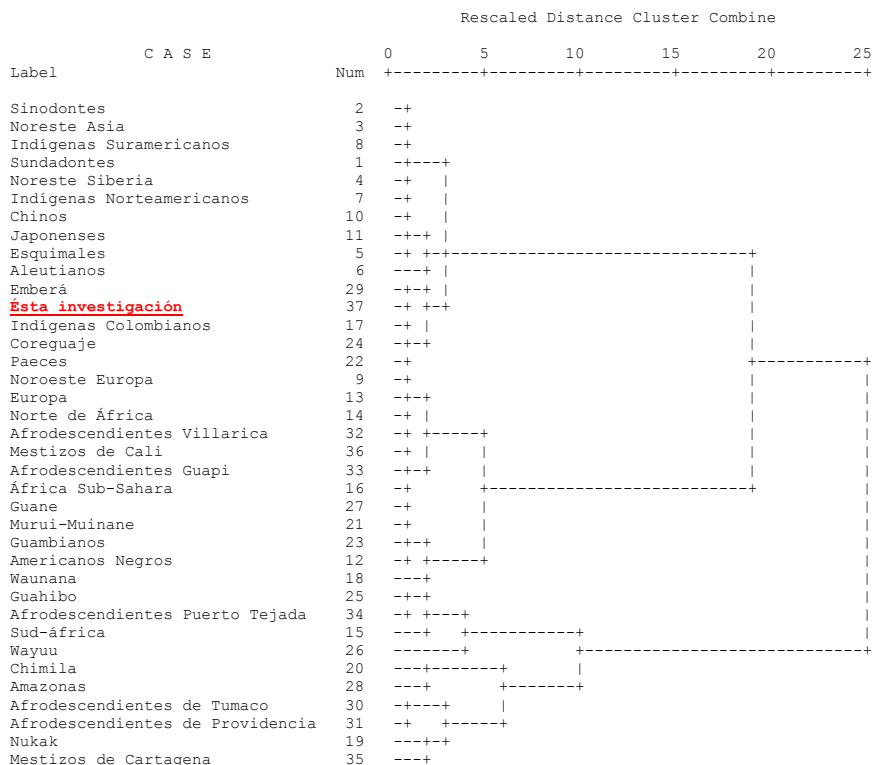 Rescaled Distance Cluster Combine
C A S E 0 5 10 15 20 25
Label Num +---------+---------+---------+---------+---------+
Sinodontes 2 -+
Noreste Asia 3 -+
Indígenas Suramericanos 8 -+
Sundadontes 1 -+---+
Noreste Siberia 4 -+ |
Indígenas Norteamericanos 7 -+ |
Chinos 10 -+ |
Japonenses 11 -+-+ |
Esquimales 5 -+ +-+-------------------------------+
Aleutianos 6 ---+ | |
Emberá 29 -+-+ | |
Ésta investigación 37 -+ +-+ |
Indígenas Colombianos 17 -+ | |
Coreguaje 24 -+-+ |
Paeces 22 -+ +-----------+
Noroeste Europa 9 -+ | |
Europa 13 -+-+ | |
Norte de África 14 -+ | | |
Afrodescendientes Villarica 32 -+ +-----+ | |
Mestizos de Cali 36 -+ | | | |
Afrodescendientes Guapi 33 -+-+ | | |
África Sub-Sahara 16 -+ +---------------------------+ |
Guane 27 -+ | |
Murui-Muinane 21 -+ | |
Guambianos 23 -+-+ | |
Americanos Negros 12 -+ +-----+ |
Waunana 18 ---+ |
Guahibo 25 -+-+ |
Afrodescendientes Puerto Tejada 34 -+ +---+ |
Sud-áfrica 15 ---+ +-----------+ |
Wayuu 26 -------+ +-----------------------------+
Chimila 20 ---+-------+ |
Amazonas 28 ---+ +-------+
Afrodescendientes de Tumaco 30 -+---+ |
Afrodescendientes de Providencia 31 -+ +-----+
Nukak 19 ---+-+
Mestizos de Cartagena 35 ---+